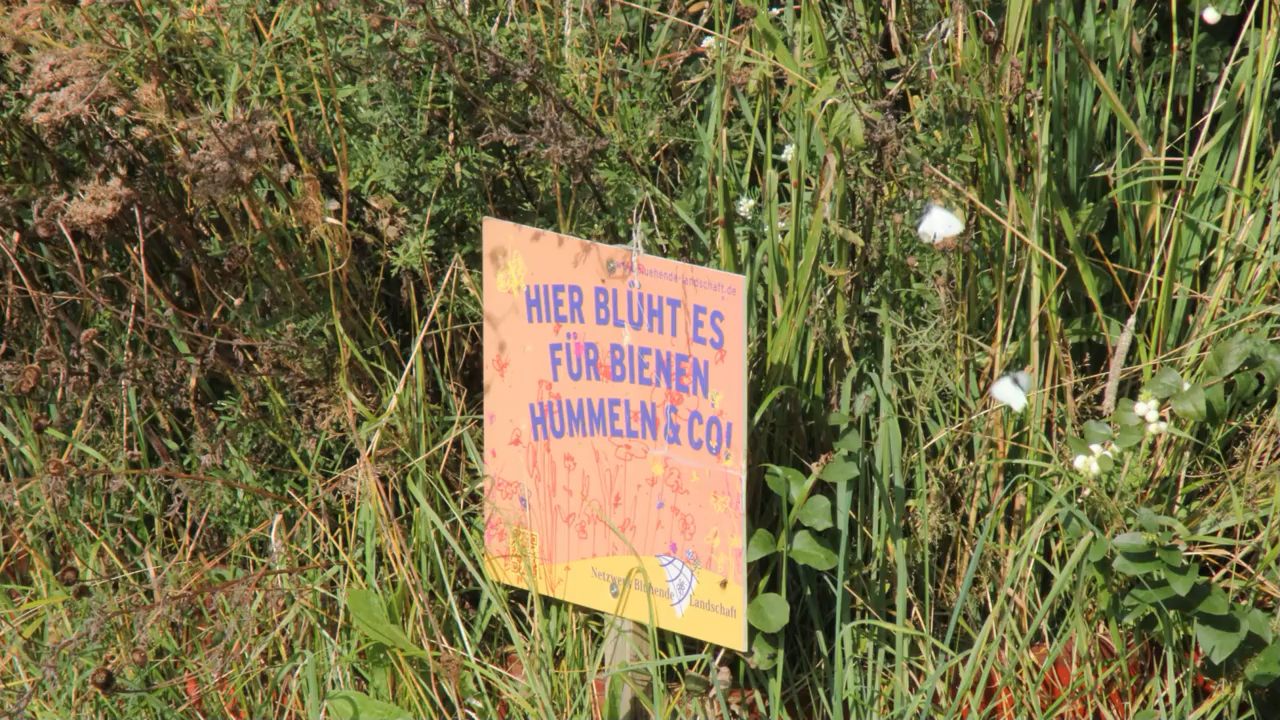 www.bluehende-landschaft.de
HIER BLÜHT ES
FÜR BIENEN,
HUMMELN & CO!
Netzwerk Blühende Landschaft